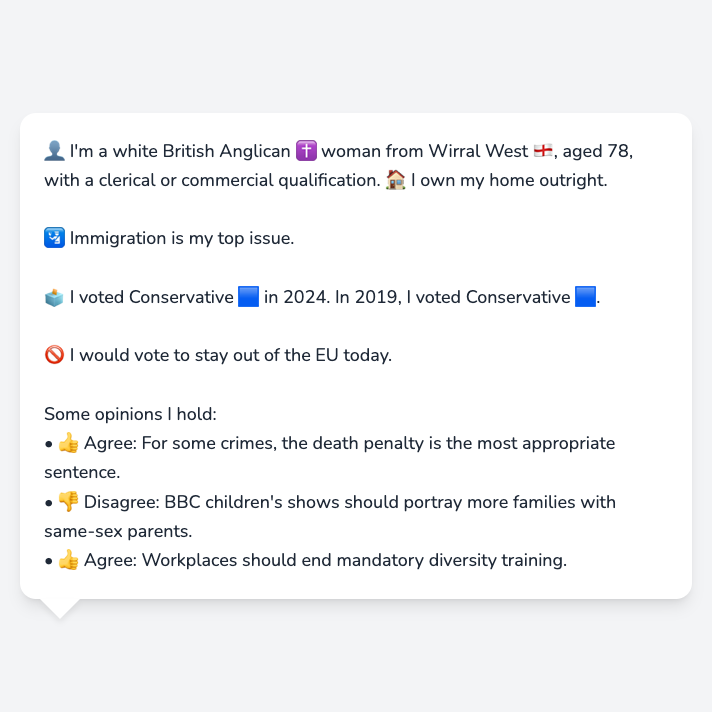 👤 I'm a white British Anglican ✝️ woman from Wirral West 🏴󠁧󠁢󠁥󠁮󠁧󠁿, aged 78,
with a clerical or commercial qualification. 🏠 I own my home outright.
🛂 Immigration is my top issue.
🗳️ I voted Conservative 🟦 in 2024. In 2019, I voted Conservative 🟦.
🚫 I would vote to stay out of the EU today.
Some opinions I hold:
• 👍 Agree: For some crimes, the death penalty is the most appropriate
sentence.
• 👎 Disagree: BBC children's shows should portray more families with
same-sex parents.
• 👍 Agree: Workplaces should end mandatory diversity training.